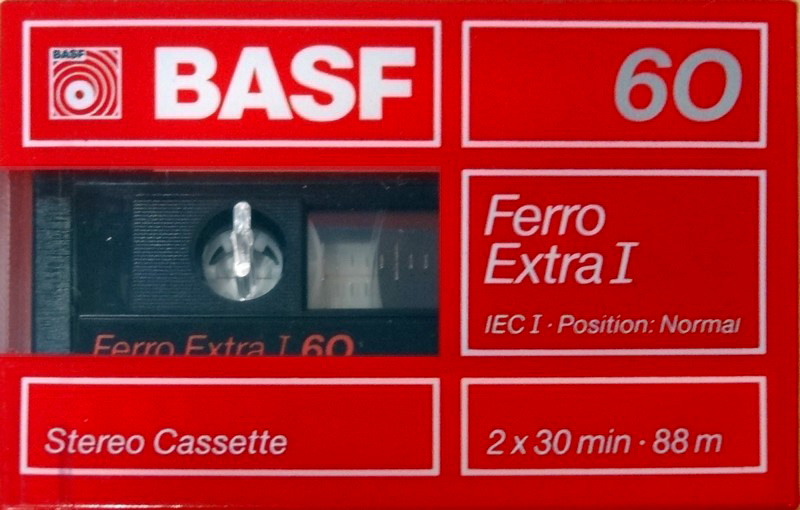 BASF
BASF
60
Ferro
Extra I
IEC I · Position: Normal
Ferro Extra I 60
Stereo Cassette
2 x 30 min · 88 m